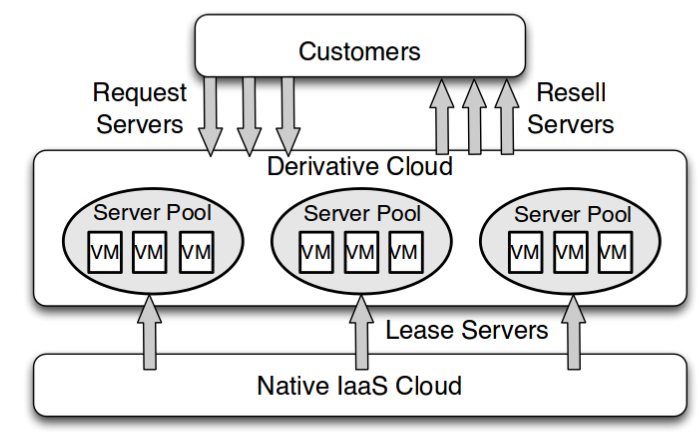 Customers
Request
Servers
Resell
Servers
Derivative Cloud
Server Pool
VM VM VM
Server Pool
VM VM VM
Server Pool
VM VM VM
Lease Servers
Native IaaS Cloud